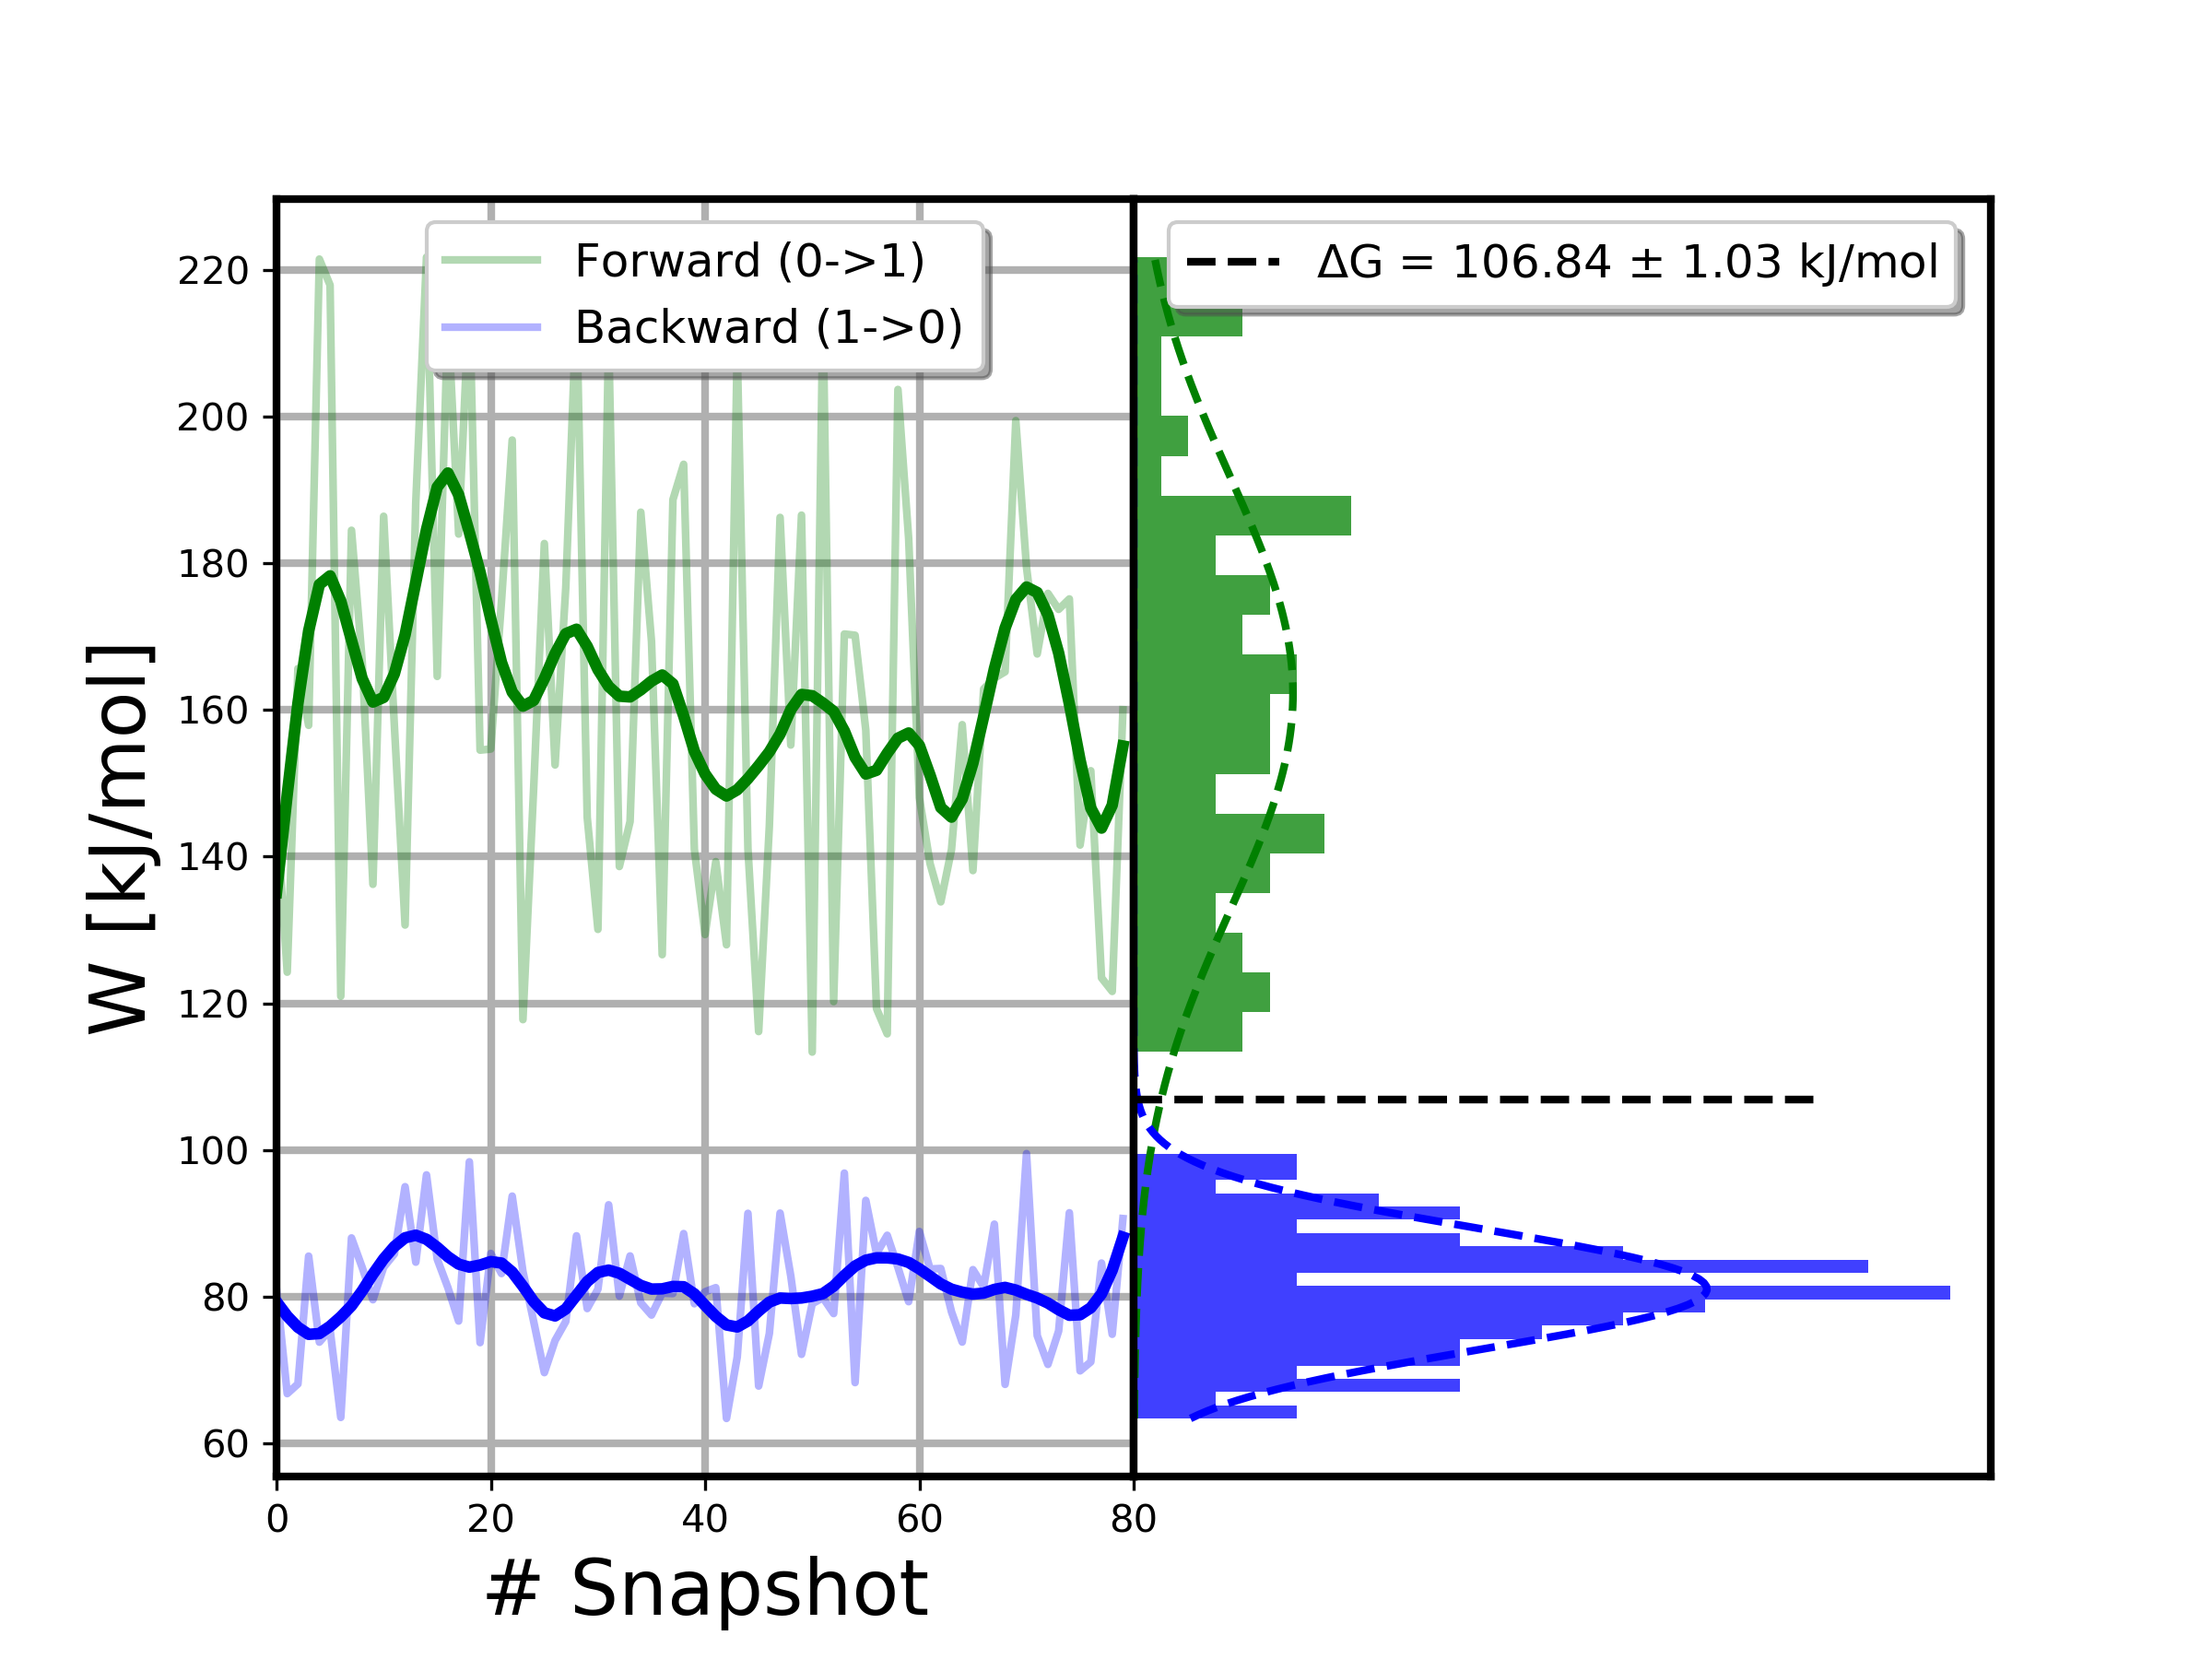 Forward (0->1)
Backward (1->0)
ΔG = 106.84 ± 1.03 kJ/mol
W [kJ/mol]
220
200
180
160
140
120
100
80
60
0 20 40 60 80
# Snapshot